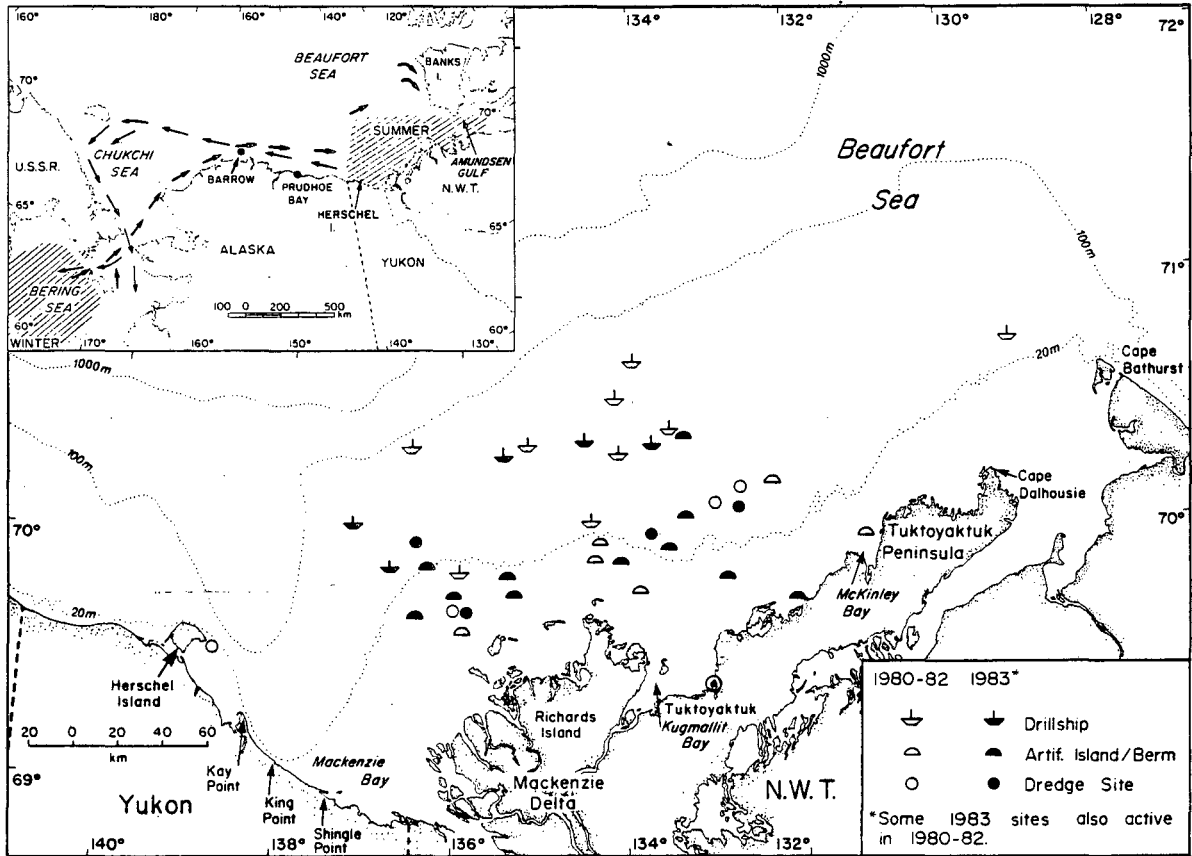 160° 170° 180° 160° 140° 120° 125°
134° 132° 130° 128° 72°
BEAUFORT
SEA
BANKS
I.
70°
70°
SUMMER
CHUKCHI
SEA
U.S.S.R.
AMUNDSEN
GULF
BARROW
PRUDHOE
BAY
N.W.T.
HERSCHEL
I.
65°
65°
ALASKA
YUKON
BERING
SEA
100 0 200 500
km
60°
60°
WINTER 170° 160° 150° 140° 130°
1000m
Beaufort
Sea
100m
71°
1000m
20m
Cape
Bathurst
100m
Cape
Dalhousie
70°
70°
Tuktoyaktuk
Peninsula
McKinley
Bay
20m
Herschel
Island
20 0 20 40 60
km
Richards
Island
Tuktoyaktuk
Kugmallit
Bay
Kay
Point
Mackenzie
Bay
69°
Mackenzie
Delta
N.W.T.
Yukon
King
Point
Shingle
Point
1980-82 1983*
Drillship
Artif. Island/Berm
Dredge Site
*Some 1983 sites also active
in 1980-82.
140° 138° 136° 134° 132°